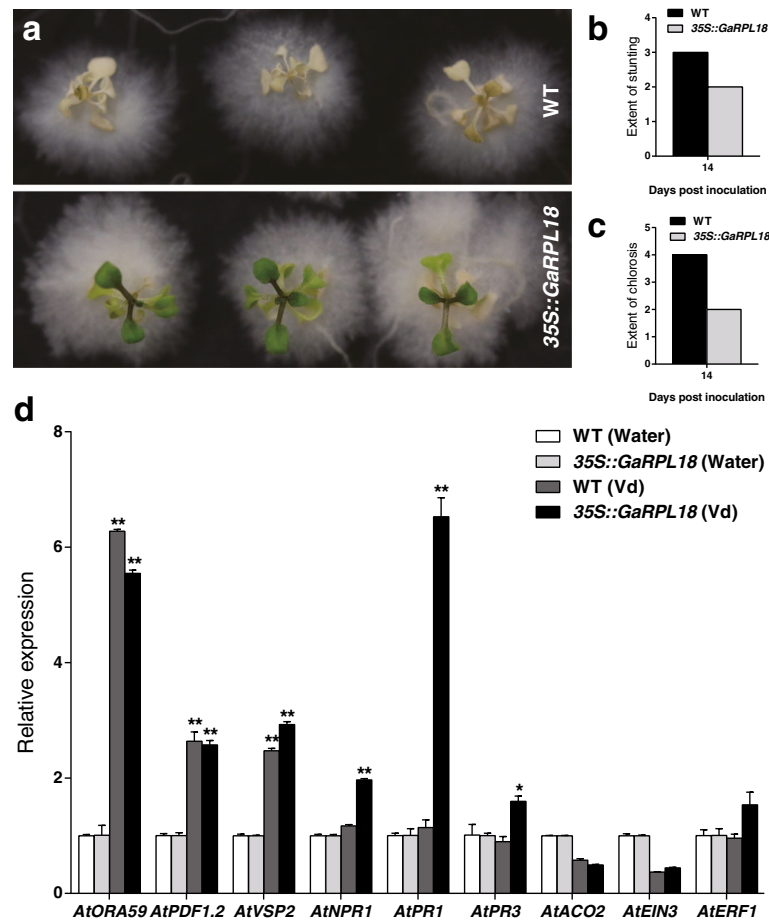 a
WT
35S::GaRPL18
b
WT
35S::GaRPL18
Extent of stunting
4
3
2
1
0
14
Days post inoculation
c
WT
35S::GaRPL18
Extent of chlorosis
5
4
3
2
1
0
14
Days post inoculation
d
WT (Water)
35S::GaRPL18 (Water)
WT (Vd)
35S::GaRPL18 (Vd)
Relative expression
8
6
4
2
0
** ** ** ** ** ** ** ** *
AtORA59 AtPDF1.2 AtVSP2 AtNPR1 AtPR1 AtPR3 AtACO2 AtEIN3 AtERF1